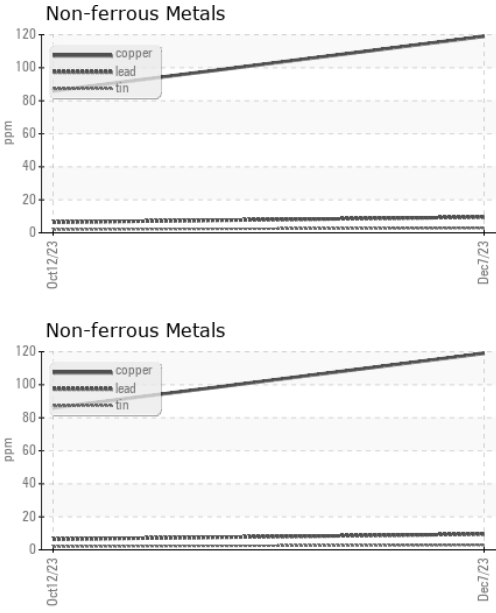 Non-ferrous Metals
120
copper
100
lead
tin
80
ppm
60
40
20
0
Oct12/23
Dec7/23
Non-ferrous Metals
120
copper
100
lead
tin
80
ppm
60
40
20
0
Oct12/23
Dec7/23